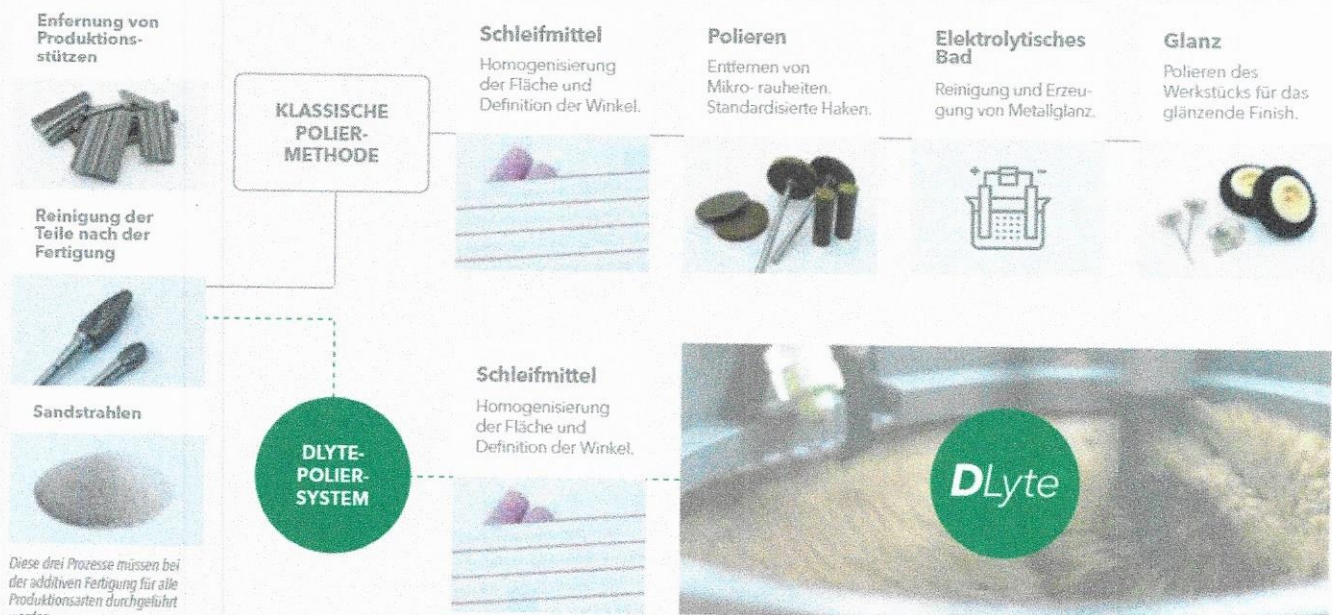 Enfernung von
Produktions-
stützen
Reinigung der
Teile nach der
Fertigung
Sandstrahlen
Diese drei Prozesse müssen bei
der additiven Fertigung für alle
Produktionsarten durchgeführt
KLASSISCHE
POLIER-
METHODE
Schleifmittel
Homogenisierung
der Fläche und
Definition der Winkel.
Polieren
Entfernen von
Mikro- rauheiten.
Standardisierte Haken.
Elektrolytisches
Bad
Reinigung und Erzeu-
gung von Metallglanz.
Glanz
Polieren des
Werkstücks für das
glänzende Finish.
+ −
DLYTE-
POLIER-
SYSTEM
Schleifmittel
Homogenisierung
der Fläche und
Definition der Winkel.
DLyte